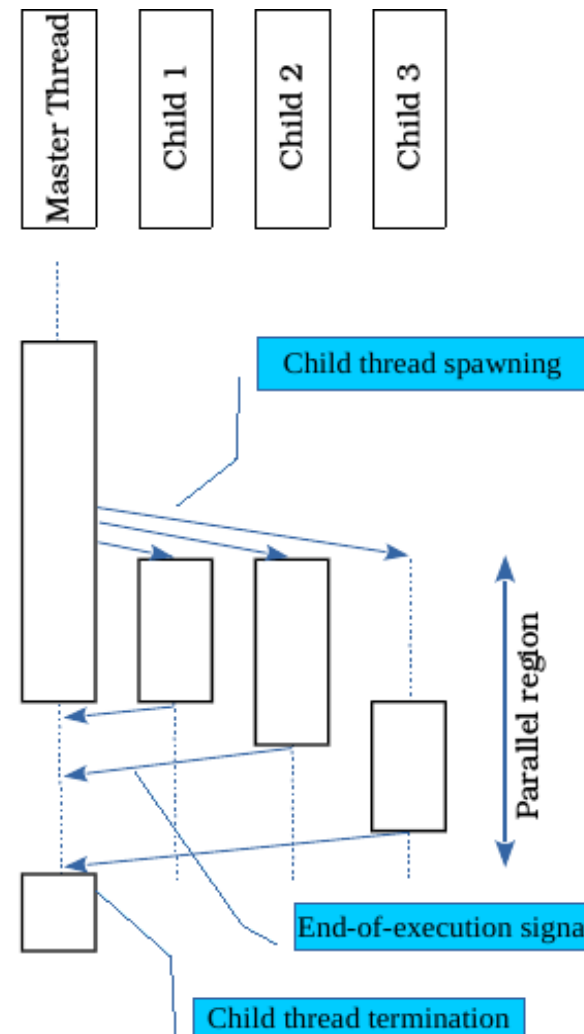 Master Thread
Child 1
Child 2
Child 3
Child thread spawning
Parallel region
End-of-execution signa
Child thread termination